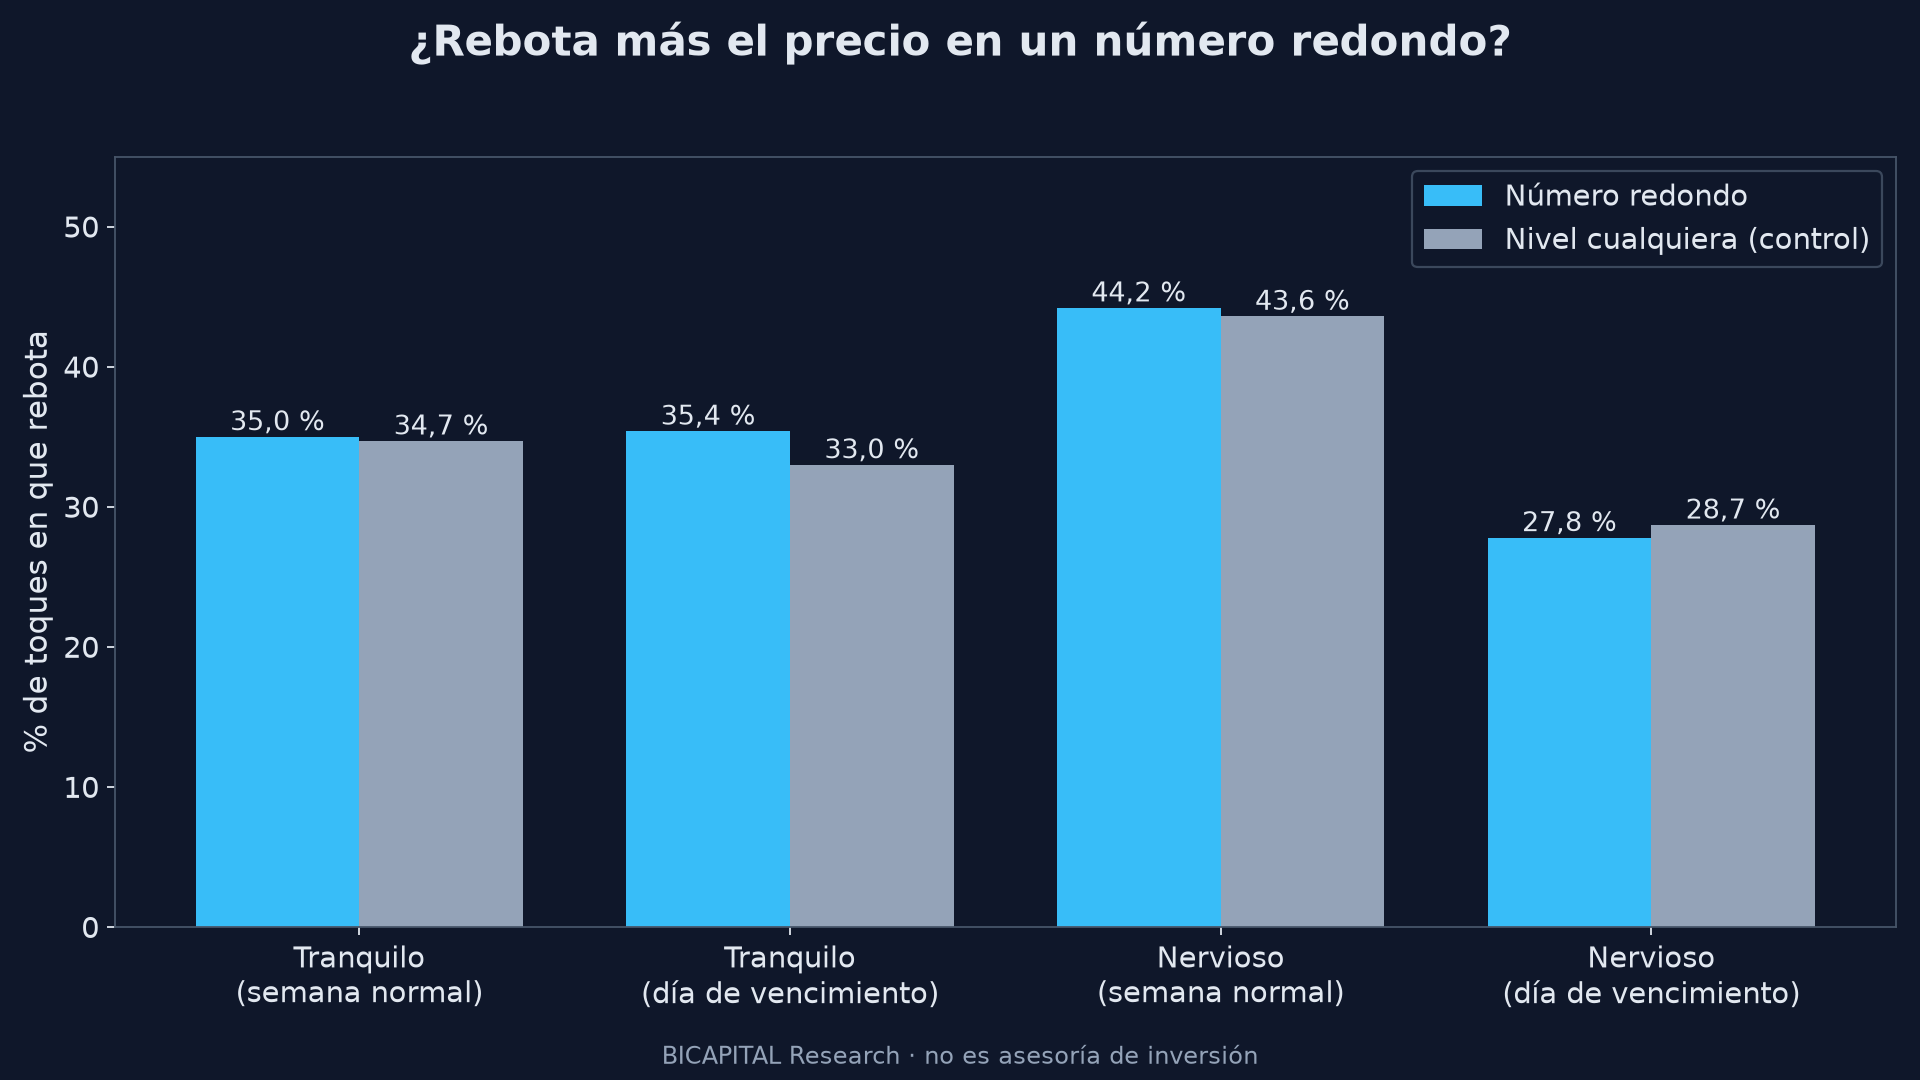 ¿Rebota más el precio en un número redondo?
Número redondo
Nivel cualquiera (control)
% de toques en que rebota
50
40
30
20
10
0
35,0 %
34,7 %
35,4 %
33,0 %
44,2 %
43,6 %
27,8 %
28,7 %
Tranquilo
(semana normal)
Tranquilo
(día de vencimiento)
Nervioso
(semana normal)
Nervioso
(día de vencimiento)
BICAPITAL Research · no es asesoría de inversión